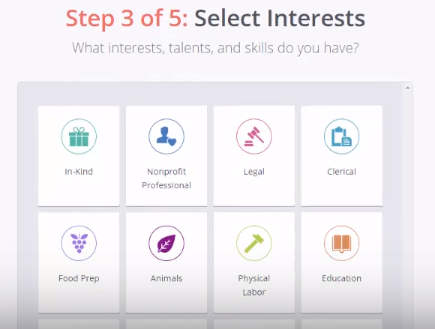 Step 3 of 5: Select Interests
What interests, talents, and skills do you have?
In-Kind
Nonprofit
Professional
Legal
Clerical
Food Prep
Animals
Physical
Labor
Education